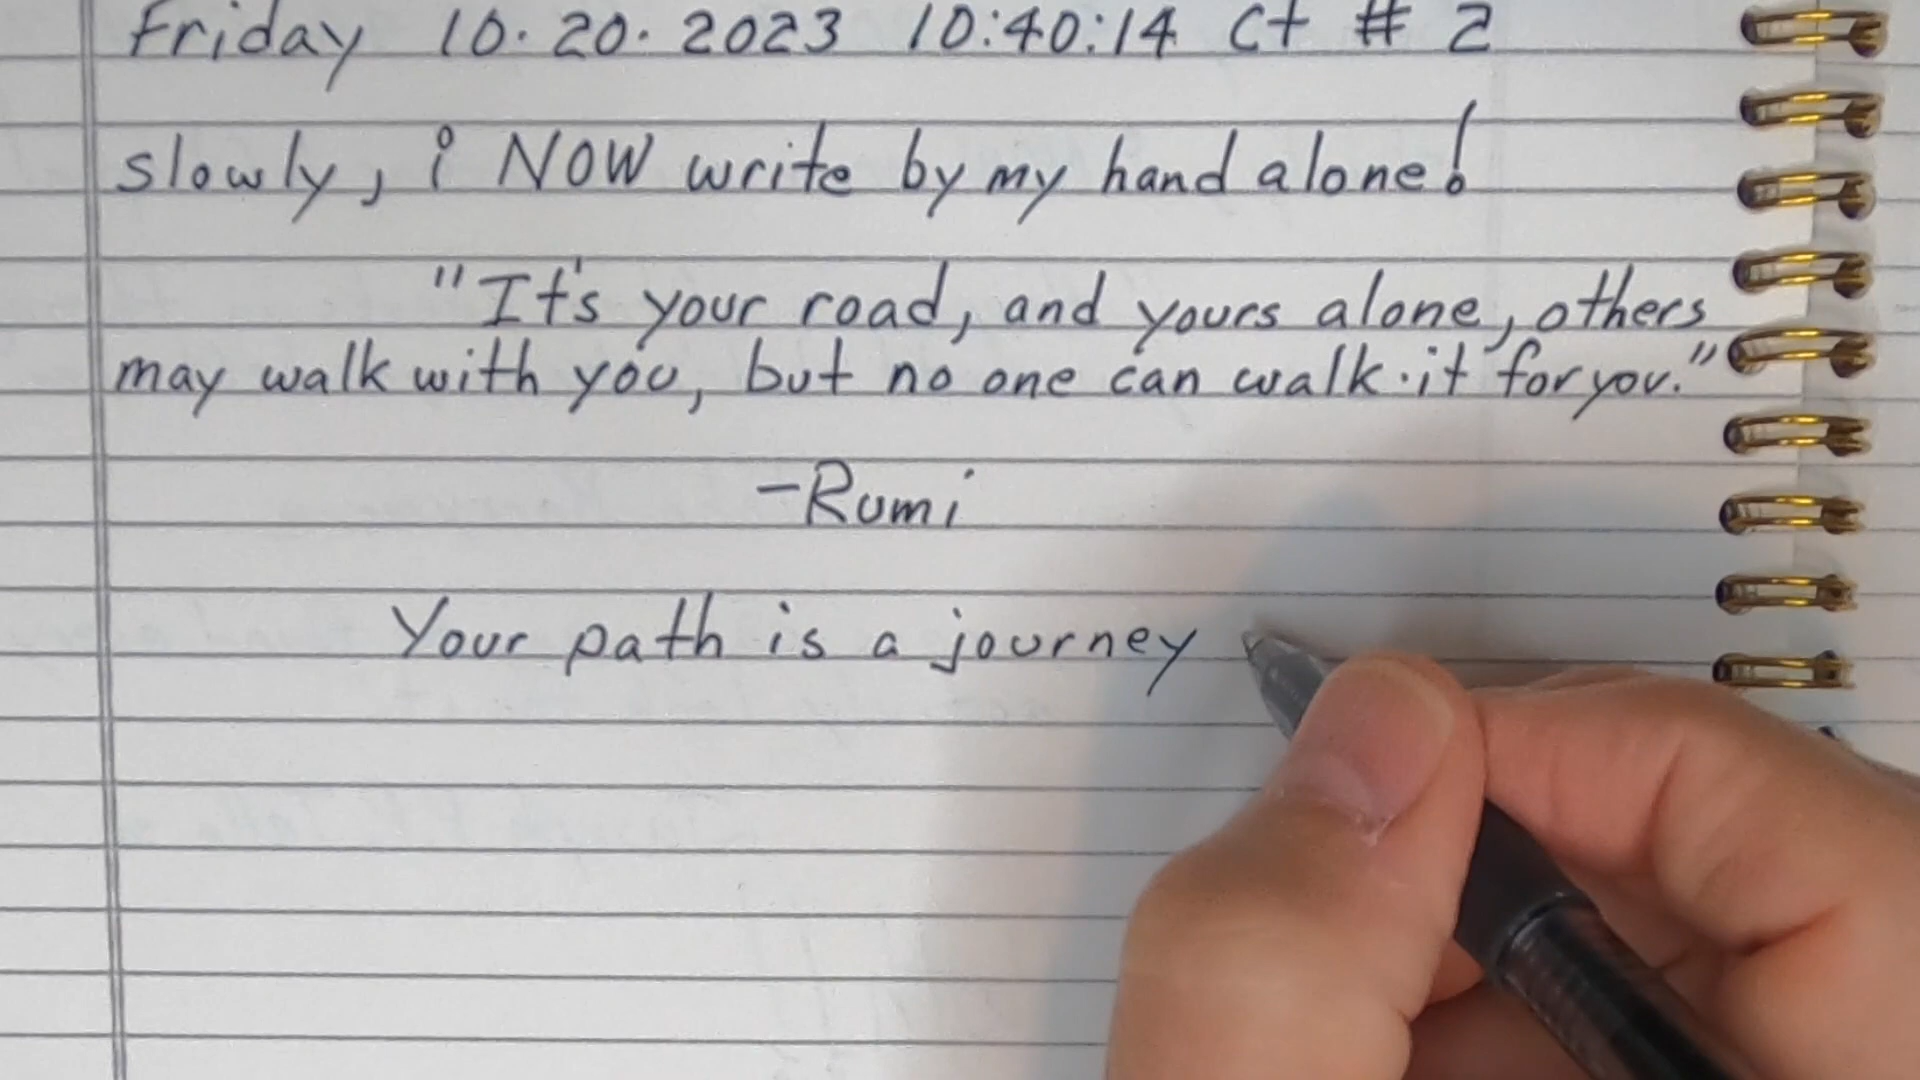 Friday 10.20.2023 10:40:14 Ct # 2
slowly, i NOW write by my hand alone!
"It's your road, and yours alone, others
may walk with you, but no one can walk it for you."
-Rumi
Your path is a journey